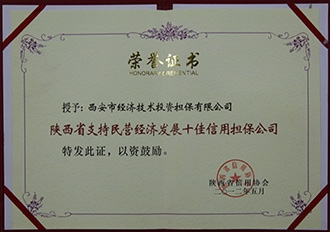 荣誉证书
HONORARY CREDENTIAL
授予：西安市经济技术投资担保有限公司
陕西省支持民营经济发展十佳信用担保公司
特发此证，以资鼓励。
陕西省信用协会
二〇一二年五月